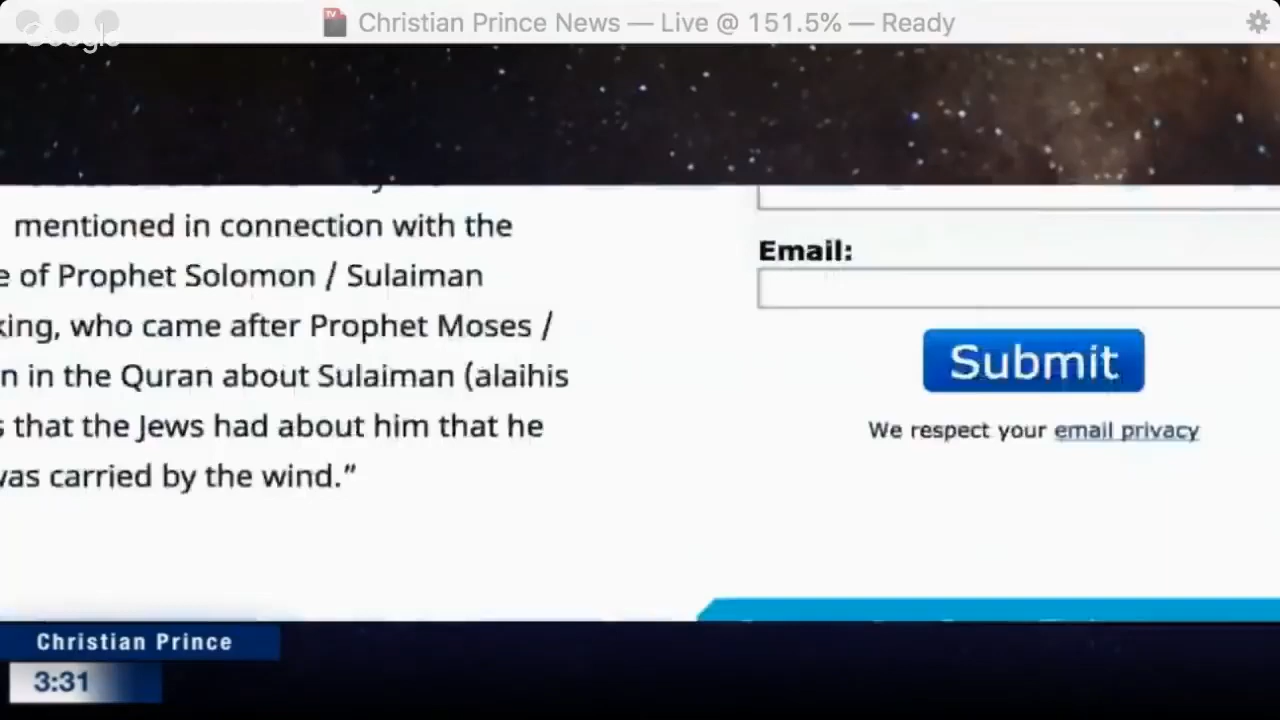 Christian Prince News — Live @ 151.5% — Ready
Google
mentioned in connection with the
of Prophet Solomon / Sulaiman
king, who came after Prophet Moses /
in the Quran about Sulaiman (alaihis
that the Jews had about him that he
was carried by the wind.”
Email:
Submit
We respect your email privacy
Christian Prince
3:31